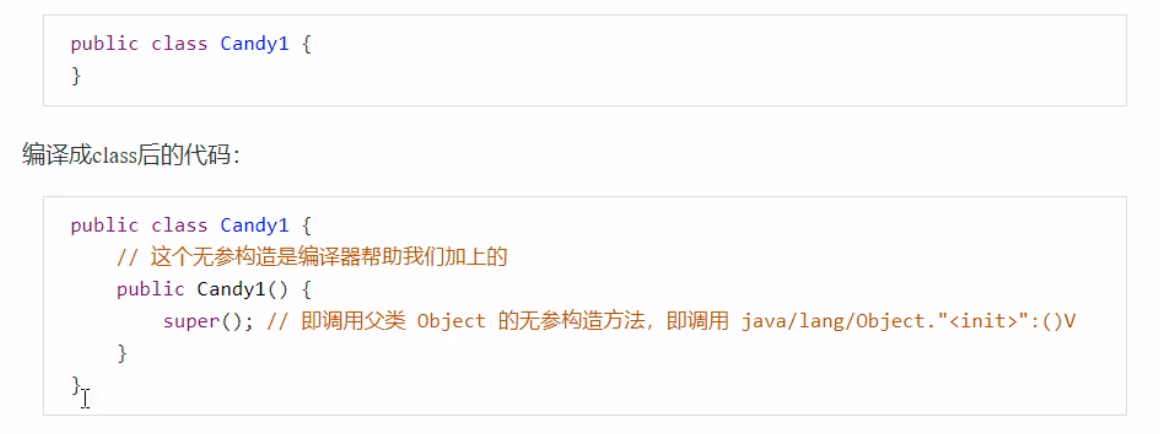 public class Candy1 {
}
编译成class后的代码：
public class Candy1 {
// 这个无参构造是编译器帮助我们加上的
public Candy1() {
super(); // 即调用父类 Object 的无参构造方法，即调用 java/lang/Object."<init>":()V
}
}